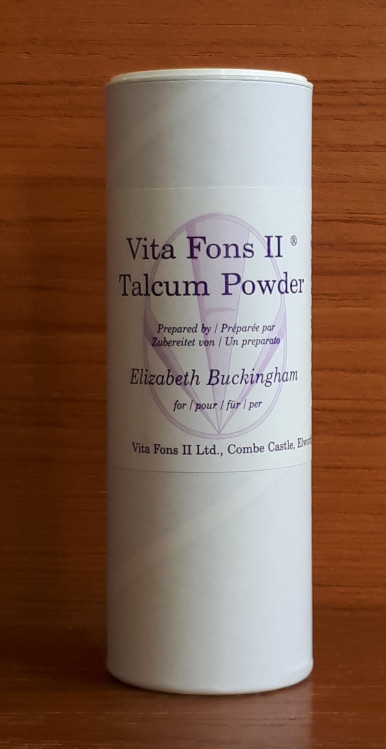 Vita Fons II ®
Talcum Powder
Prepared by / Préparée par
Zubereitet von / Un preparato
Elizabeth Buckingham
for / pour / für / per
Vita Fons II Ltd., Combe Castle,